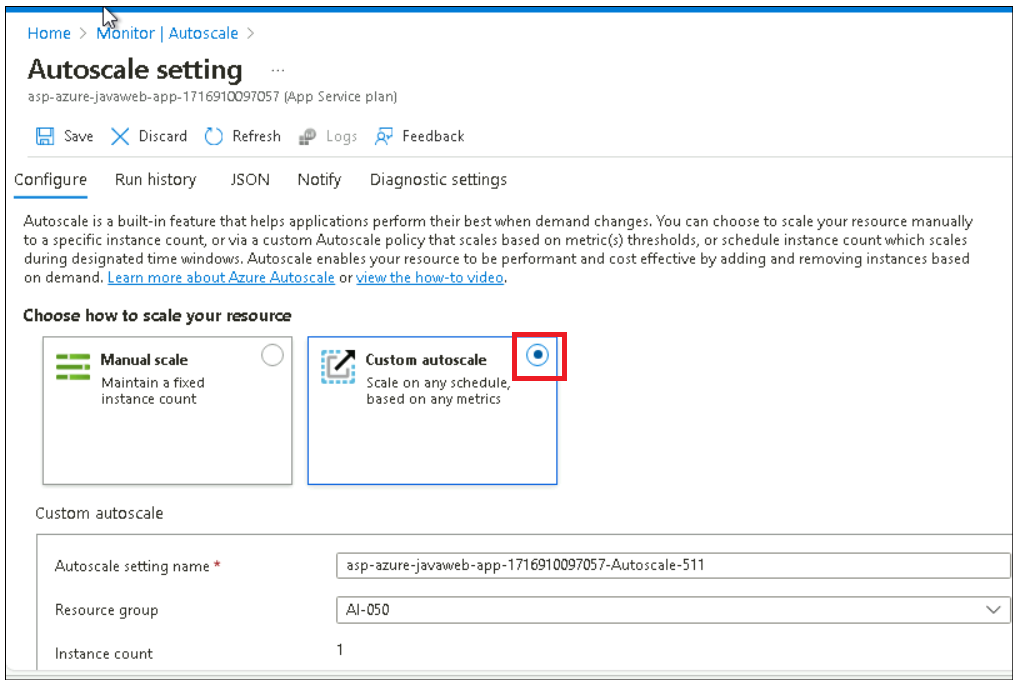 Home > Monitor | Autoscale >
Autoscale setting ...
asp-azure-javaweb-app-1716910097057 (App Service plan)
Save Discard Refresh Logs Feedback
Configure Run history JSON Notify Diagnostic settings
Autoscale is a built-in feature that helps applications perform their best when demand changes. You can choose to scale your resource manually
to a specific instance count, or via a custom Autoscale policy that scales based on metric(s) thresholds, or schedule instance count which scales
during designated time windows. Autoscale enables your resource to be performant and cost effective by adding and removing instances based
on demand. Learn more about Azure Autoscale or view the how-to video.
Choose how to scale your resource
Manual scale
Maintain a fixed
instance count
Custom autoscale
Scale on any schedule,
based on any metrics
Custom autoscale
Autoscale setting name * asp-azure-javaweb-app-1716910097057-Autoscale-511
Resource group AI-050
Instance count 1